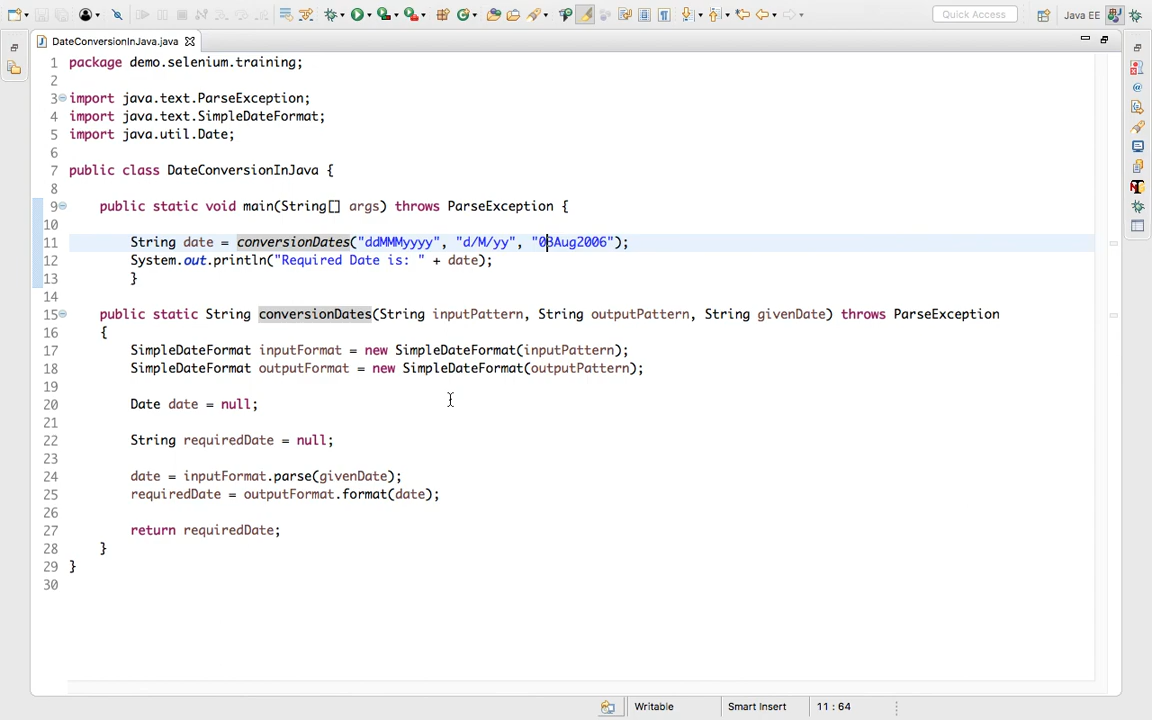 Quick Access
Java EE
DateConversionInJava.java
1 package demo.selenium.training;
2
3 import java.text.ParseException;
4 import java.text.SimpleDateFormat;
5 import java.util.Date;
6
7 public class DateConversionInJava {
8
9 public static void main(String[] args) throws ParseException {
10
11 String date = conversionDates("ddMMMyyyy", "d/M/yy", "03Aug2006");
12 System.out.println("Required Date is: " + date);
13 }
14
15 public static String conversionDates(String inputPattern, String outputPattern, String givenDate) throws ParseException
16 {
17 SimpleDateFormat inputFormat = new SimpleDateFormat(inputPattern);
18 SimpleDateFormat outputFormat = new SimpleDateFormat(outputPattern);
19
20 Date date = null;
21
22 String requiredDate = null;
23
24 date = inputFormat.parse(givenDate);
25 requiredDate = outputFormat.format(date);
26
27 return requiredDate;
28 }
29 }
30
Writable
Smart Insert
11 : 64